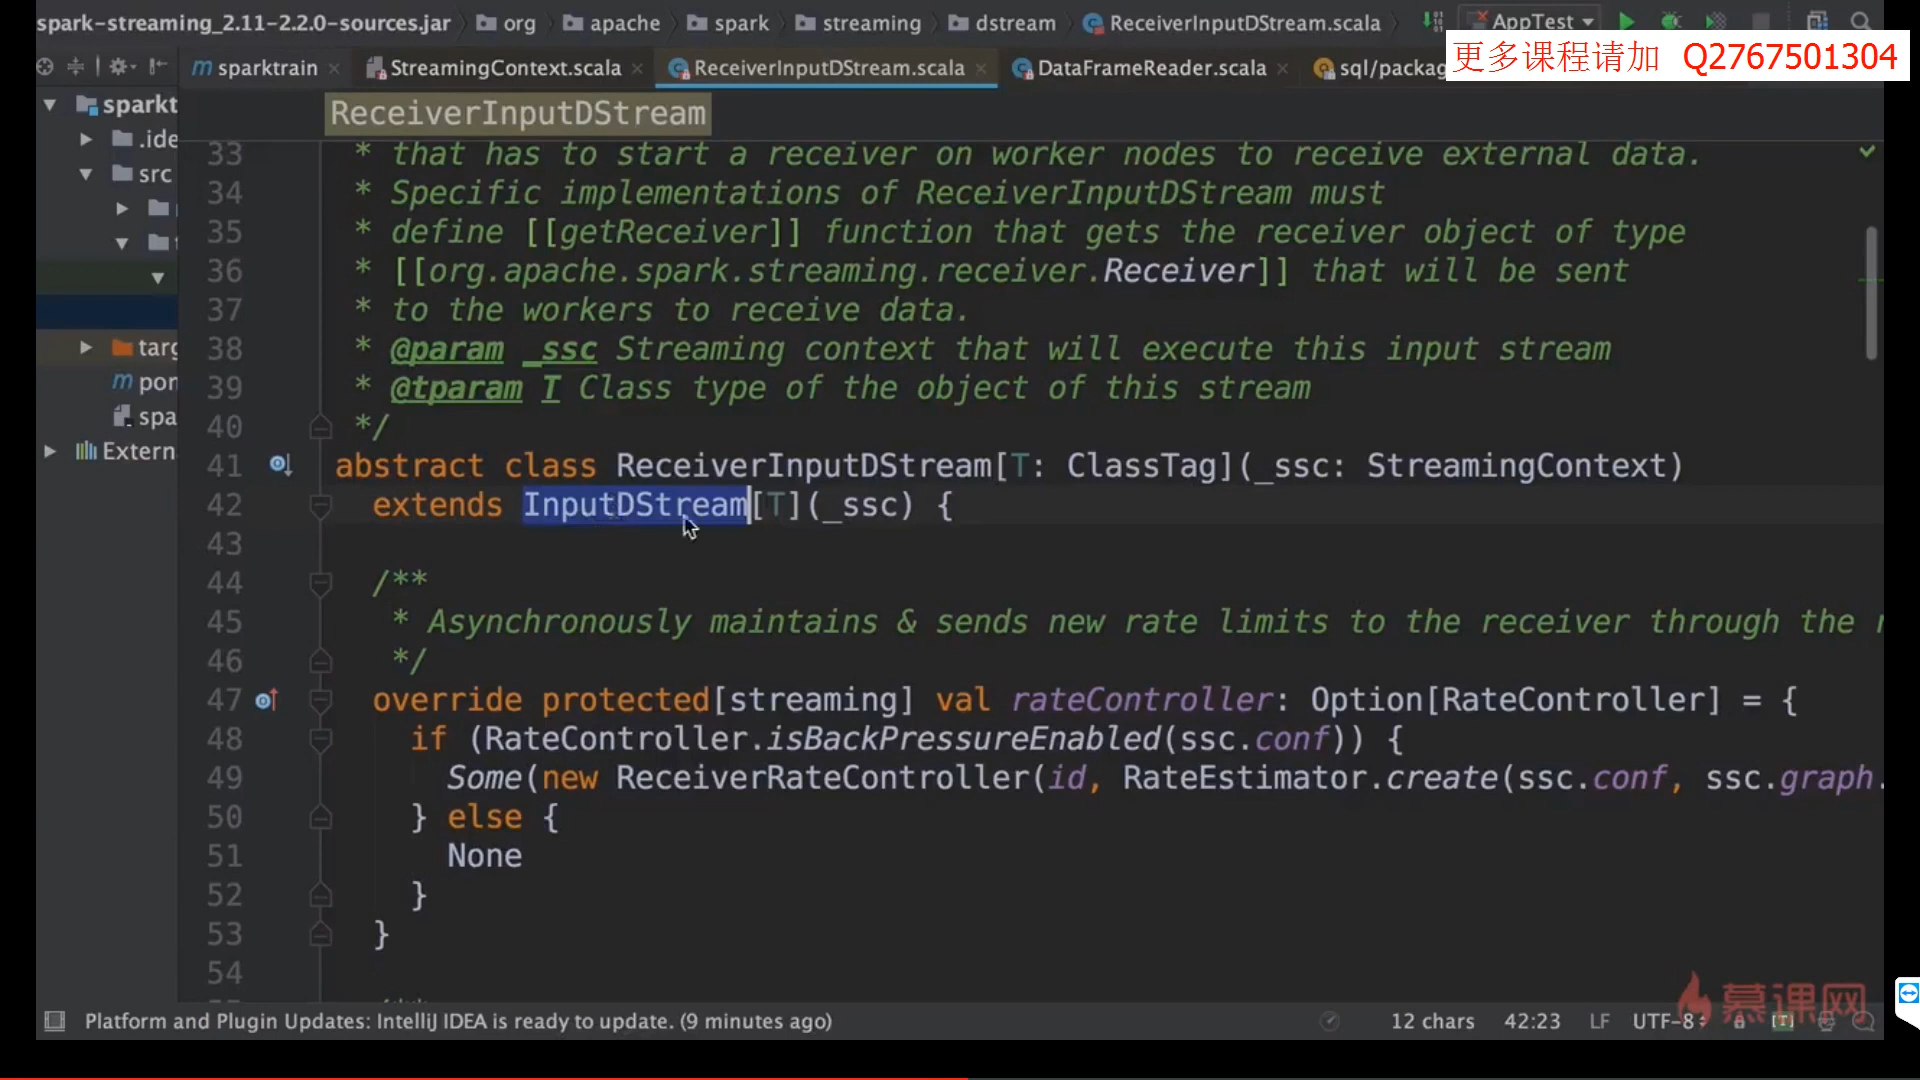 spark-streaming_2.11-2.2.0-sources.jar org apache spark streaming dstream ReceiverInputDStream.scala AppTest
更多课程请加 Q2767501304
sparktrain StreamingContext.scala ReceiverInputDStream.scala DataFrameReader.scala sql/packag
ReceiverInputDStream
sparkt
.ide
src
targ
pom
spa
Extern
33 * that has to start a receiver on worker nodes to receive external data.
34 * Specific implementations of ReceiverInputDStream must
35 * define [[getReceiver]] function that gets the receiver object of type
36 * [[org.apache.spark.streaming.receiver.Receiver]] that will be sent
37 * to the workers to receive data.
38 * @param _ssc Streaming context that will execute this input stream
39 * @tparam T Class type of the object of this stream
40 */
41 abstract class ReceiverInputDStream[T: ClassTag](_ssc: StreamingContext)
42 extends InputDStream[T](_ssc) {
43
44 /**
45 * Asynchronously maintains & sends new rate limits to the receiver through the
46 */
47 override protected[streaming] val rateController: Option[RateController] = {
48 if (RateController.isBackPressureEnabled(ssc.conf)) {
49 Some(new ReceiverRateController(id, RateEstimator.create(ssc.conf, ssc.graph.
50 } else {
51 None
52 }
53 }
54
慕课网
Platform and Plugin Updates: IntelliJ IDEA is ready to update. (9 minutes ago) 12 chars 42:23 LF UTF-8 [T]